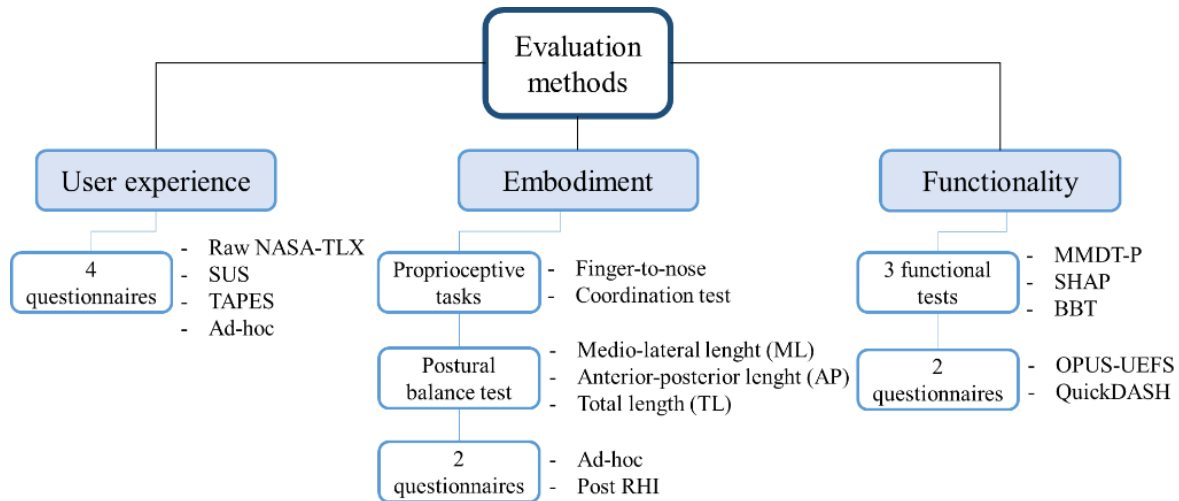 Evaluation
methods
User experience
4
questionnaires
- Raw NASA-TLX
- SUS
- TAPES
- Ad-hoc
Embodiment
Proprioceptive
tasks
- Finger-to-nose
- Coordination test
Postural
balance test
- Medio-lateral lenght (ML)
- Anterior-posterior lenght (AP)
- Total length (TL)
2
questionnaires
- Ad-hoc
- Post RHI
Functionality
3 functional
tests
- MMDT-P
- SHAP
- BBT
2
questionnaires
- OPUS-UEFS
- QuickDASH